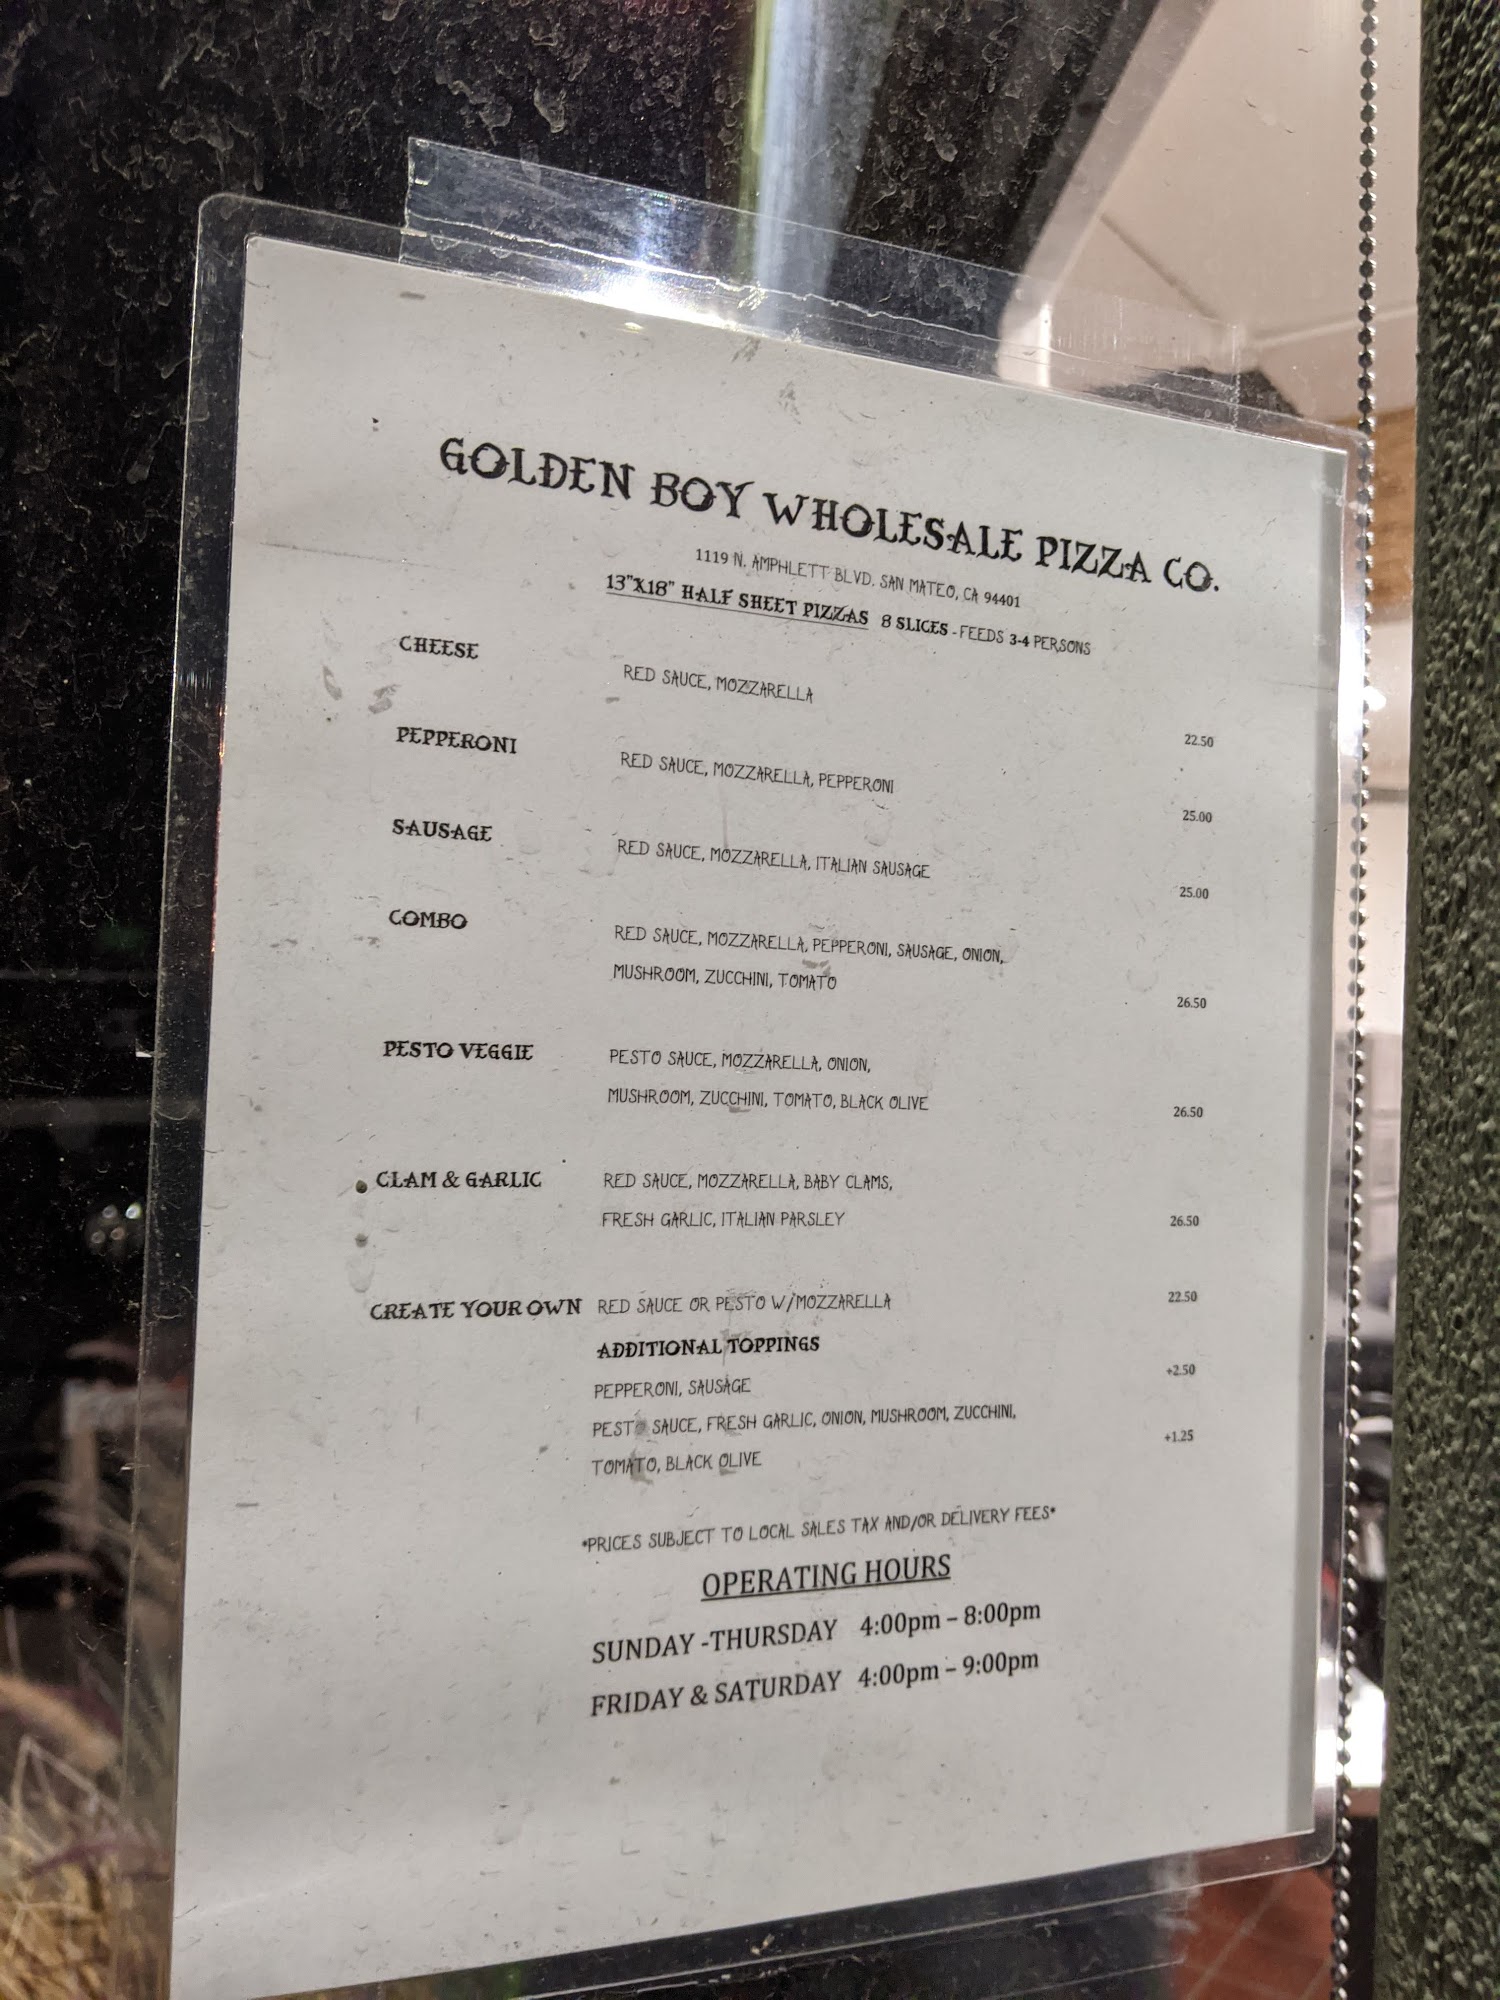 GOLDEN BOY WHOLESALE PIZZA CO.
1119 N. AMPHLETT BLVD. SAN MATEO, CA 94401
13"X18" HALF SHEET PIZZAS 8 SLICES - FEEDS 3-4 PERSONS
CHEESE RED SAUCE, MOZZARELLA 22.50
PEPPERONI RED SAUCE, MOZZARELLA, PEPPERONI 25.00
SAUSAGE RED SAUCE, MOZZARELLA, ITALIAN SAUSAGE 25.00
COMBO RED SAUCE, MOZZARELLA, PEPPERONI, SAUSAGE, ONION,
MUSHROOM, ZUCCHINI, TOMATO 26.50
PESTO VEGGIE PESTO SAUCE, MOZZARELLA, ONION,
MUSHROOM, ZUCCHINI, TOMATO, BLACK OLIVE 26.50
CLAM & GARLIC RED SAUCE, MOZZARELLA, BABY CLAMS,
FRESH GARLIC, ITALIAN PARSLEY 26.50
CREATE YOUR OWN RED SAUCE OR PESTO W/MOZZARELLA 22.50
ADDITIONAL TOPPINGS
PEPPERONI, SAUSAGE +2.50
PESTO SAUCE, FRESH GARLIC, ONION, MUSHROOM, ZUCCHINI,
TOMATO, BLACK OLIVE +1.25
*PRICES SUBJECT TO LOCAL SALES TAX AND/OR DELIVERY FEES*
OPERATING HOURS
SUNDAY -THURSDAY 4:00pm – 8:00pm
FRIDAY & SATURDAY 4:00pm – 9:00pm